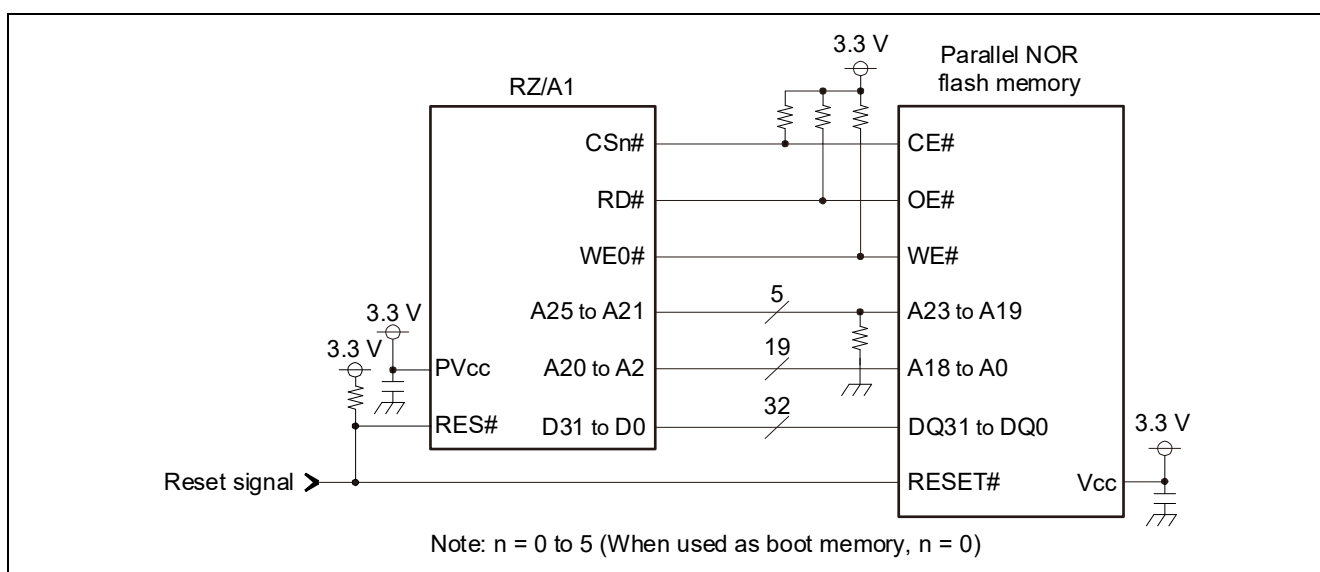 3.3 V
Parallel NOR
flash memory
RZ/A1
CSn#
CE#
RD#
OE#
WE0#
WE#
A25 to A21
5
A23 to A19
3.3 V
3.3 V
PVcc
A20 to A2
19
A18 to A0
RES#
D31 to D0
32
DQ31 to DQ0
3.3 V
Reset signal
RESET#
Vcc
Note: n = 0 to 5 (When used as boot memory, n = 0)